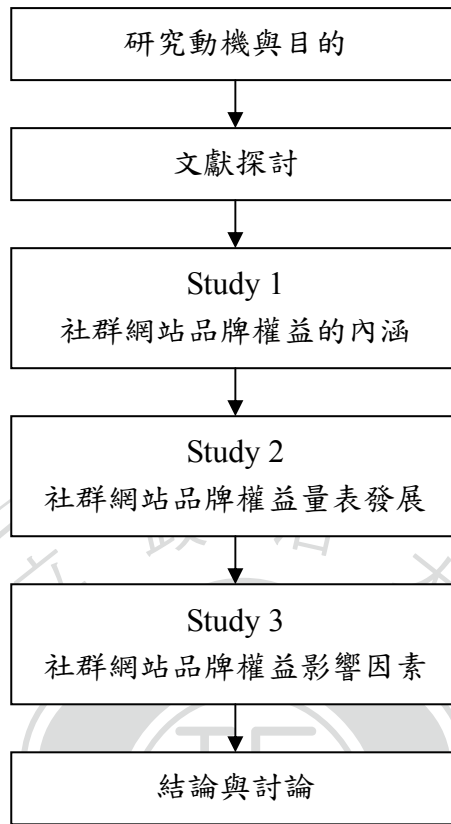 研究動機與目的
文獻探討
Study 1
社群網站品牌權益的內涵
Study 2
社群網站品牌權益量表發展
Study 3
社群網站品牌權益影響因素
結論與討論